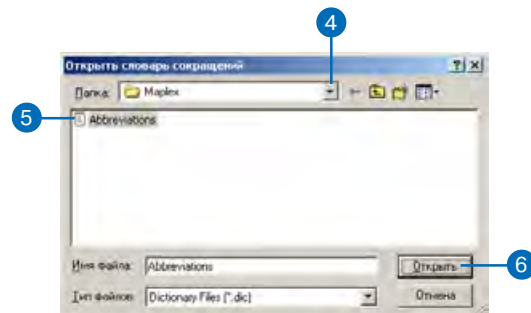 4
Открыть словарь сокращений
Папка: Maplex
5
Abbreviations
Имя файла: Abbreviations
Открыть
6
Тип файлов: Dictionary Files (*.dic)
Отмена